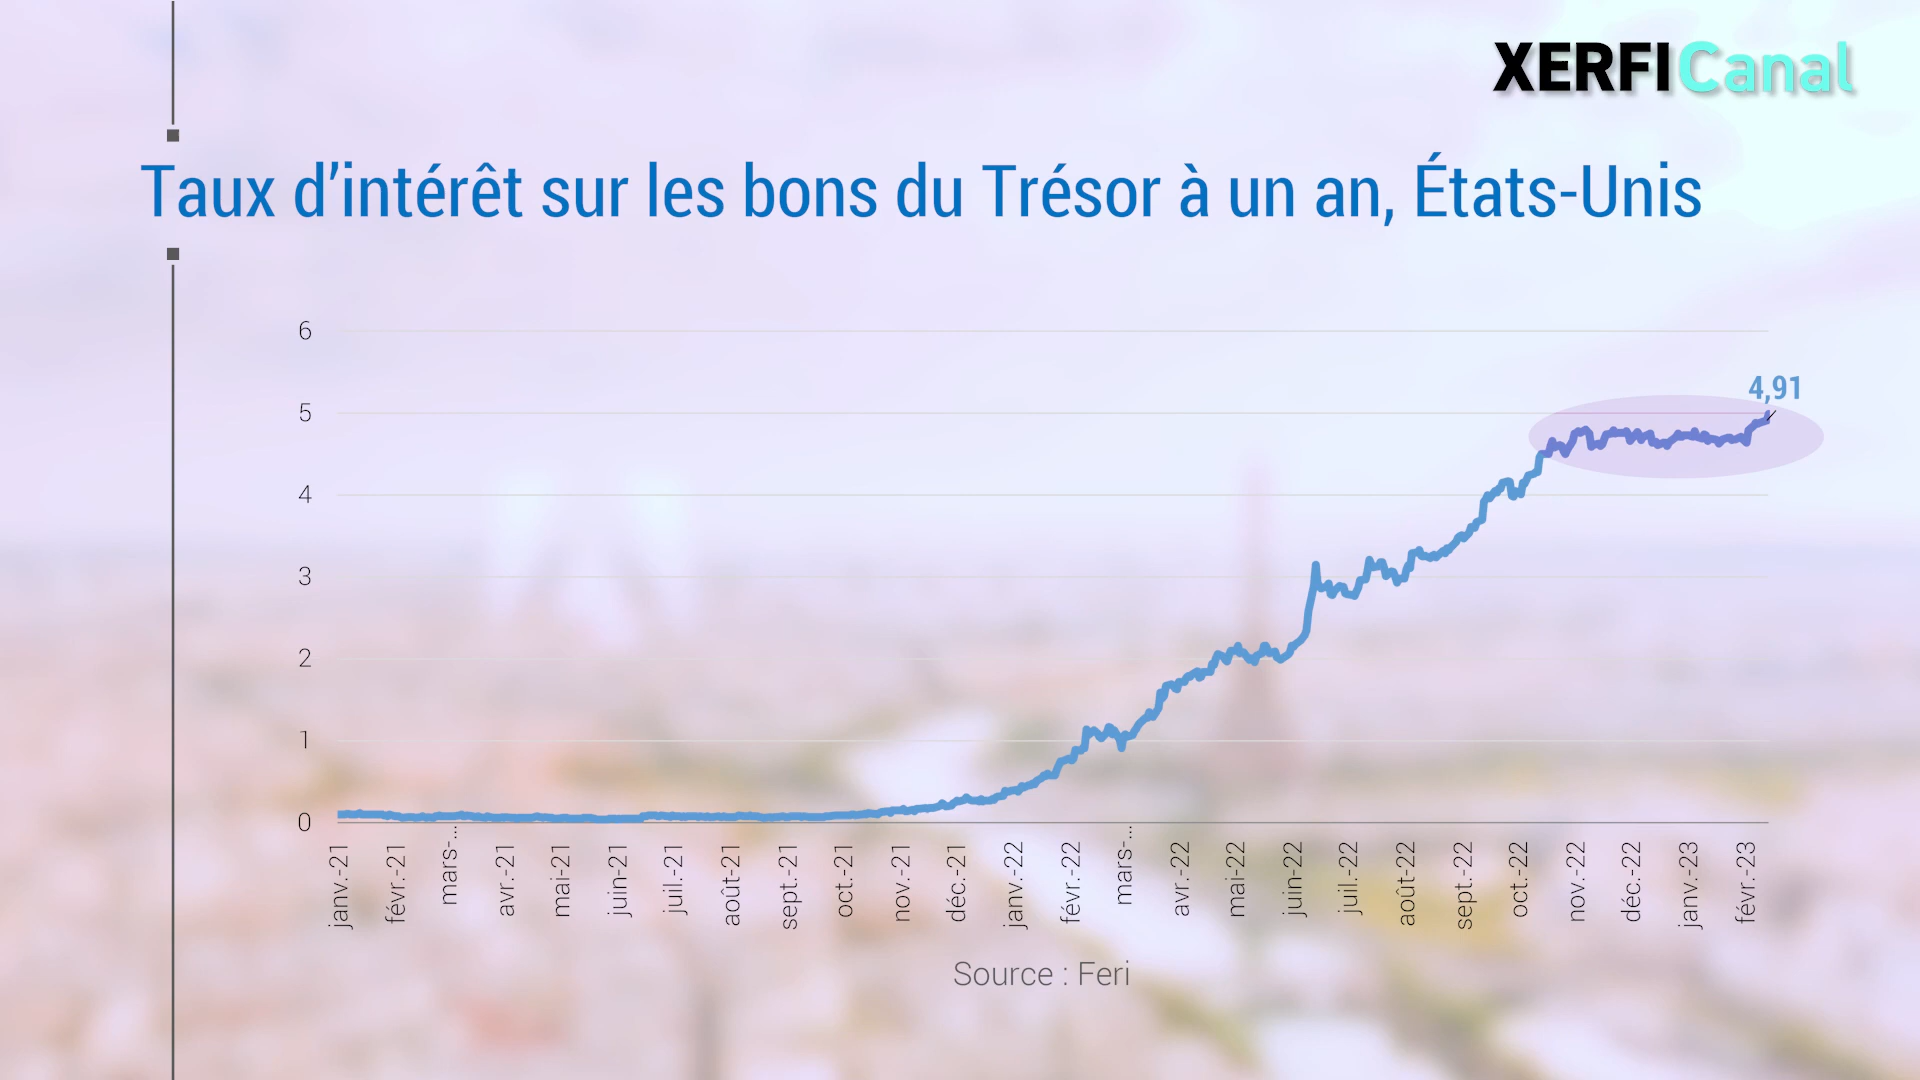 XERFI Canal
Taux d’intérêt sur les bons du Trésor à un an, États-Unis
6
5
4
3
2
1
0
4,91
janv.-21
févr.-21
mars-...
avr.-21
mai-21
juin-21
juil.-21
août-21
sept.-21
oct.-21
nov.-21
déc.-21
janv.-22
févr.-22
mars-...
avr.-22
mai-22
juin-22
juil.-22
août-22
sept.-22
oct.-22
nov.-22
déc.-22
janv.-23
févr.-23
Source : Feri